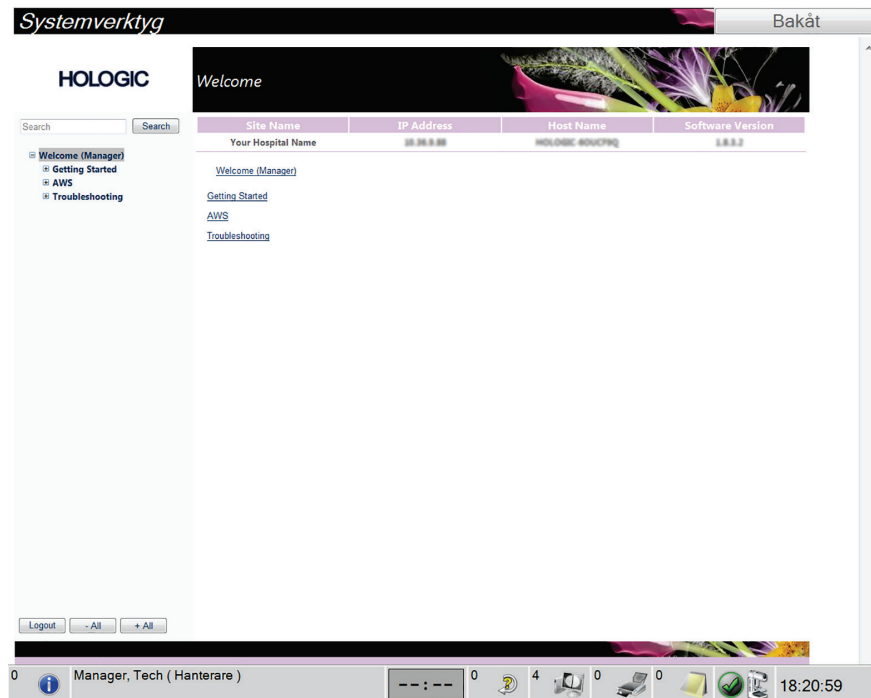 Systemverktyg
Bakåt
HOLOGIC
Welcome
Search
Search
Site Name IP Address Host Name Software Version
Your Hospital Name
Welcome (Manager)
Getting Started
AWS
Troubleshooting
Welcome (Manager)
Getting Started
AWS
Troubleshooting
Logout - All + All
0 Manager, Tech ( Hanterare ) --:-- 0 4 0 0 18:20:59